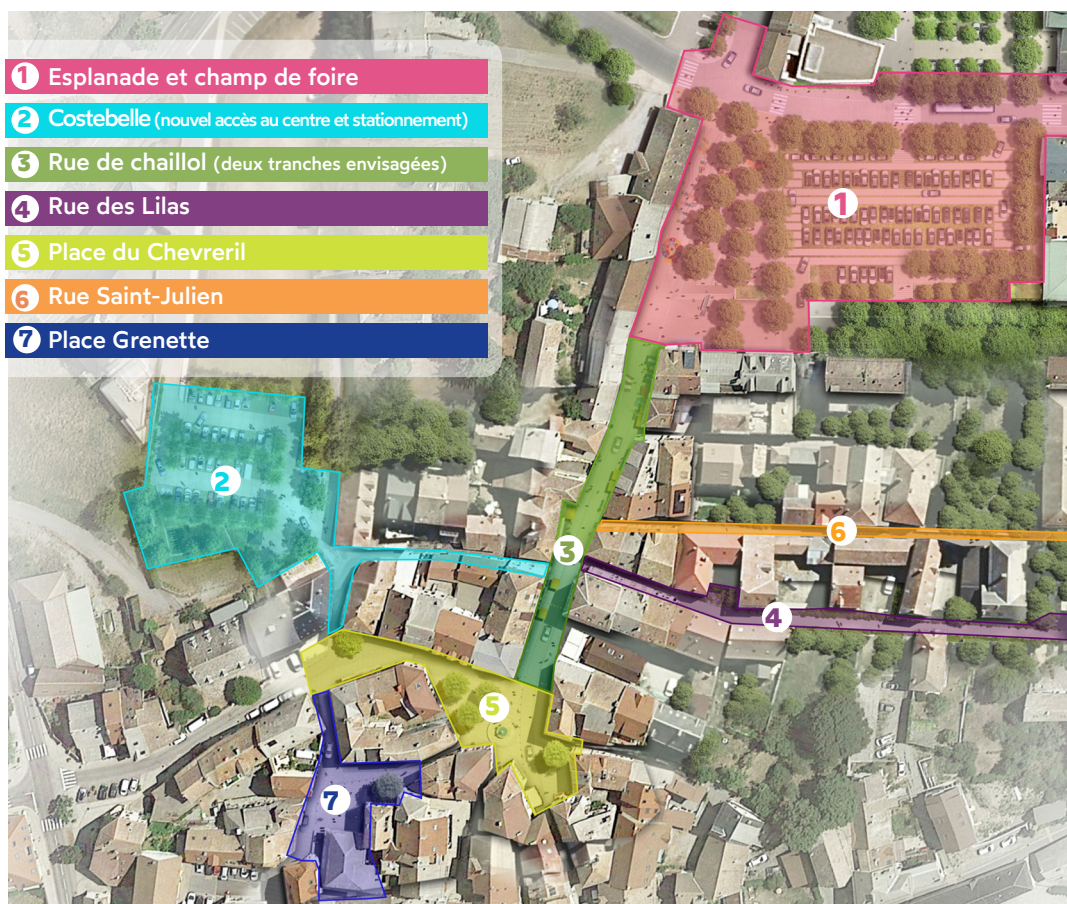 1 Esplanade et champ de foire
2 Costebelle (nouvel accès au centre et stationnement)
3 Rue de chaillol (deux tranches envisagées)
4 Rue des Lilas
5 Place du Chevreril
6 Rue Saint-Julien
7 Place Grenette
1
2
6
3
4
5
7